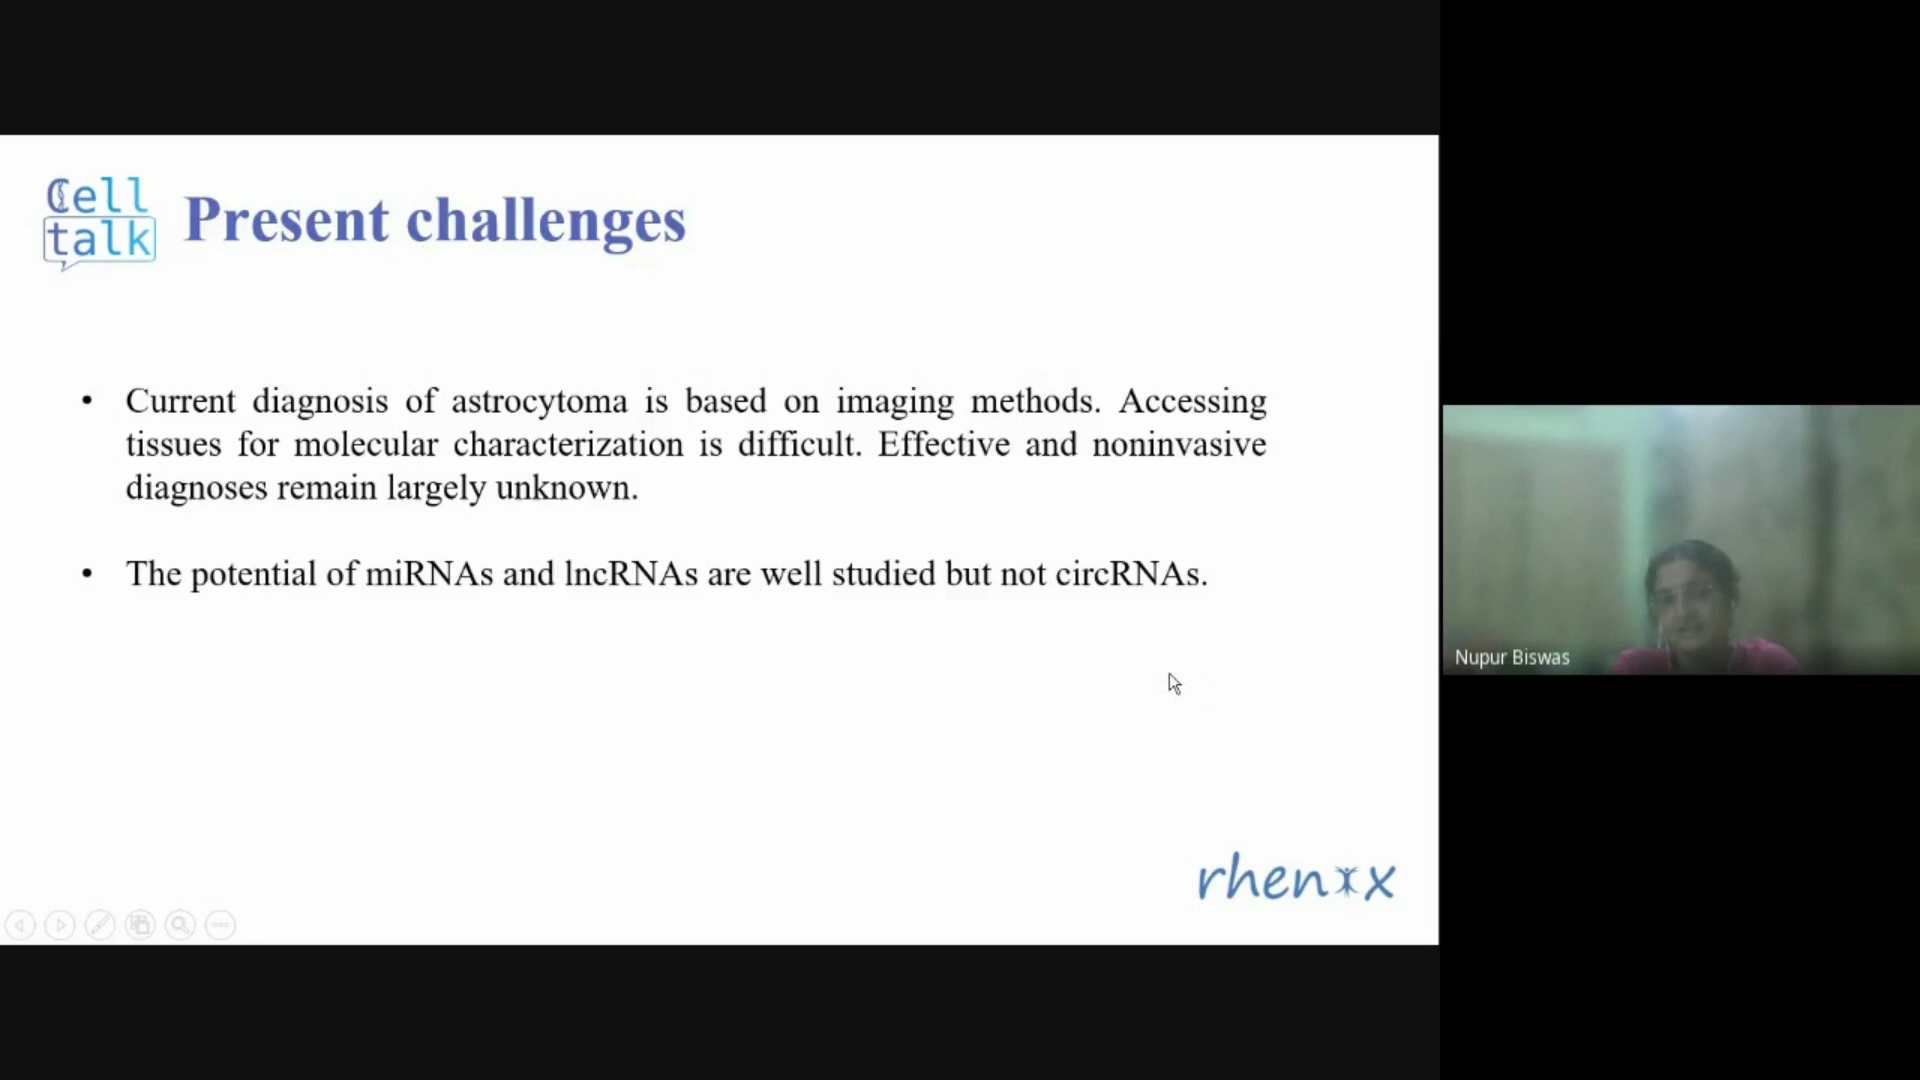 Cell
talk
Present challenges
• Current diagnosis of astrocytoma is based on imaging methods. Accessing
tissues for molecular characterization is difficult. Effective and noninvasive
diagnoses remain largely unknown.
• The potential of miRNAs and lncRNAs are well studied but not circRNAs.
Nupur Biswas
rhenix